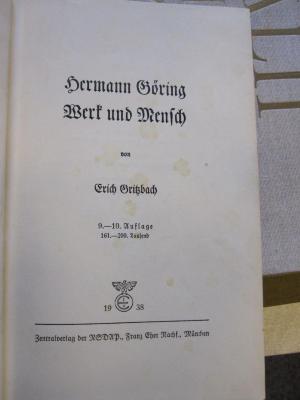 Hermann Göring
Werk und Mensch
von
Erich Gritzbach
9.—10. Auflage
161.—200. Tausend
19 38
Zentralverlag der NSDAP., Franz Eher Nachf., München